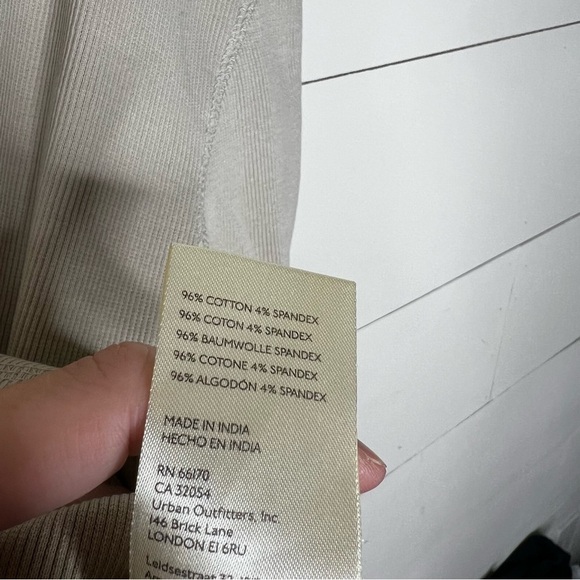 96% COTTON 4% SPANDEX
96% COTON 4% SPANDEX
96% BAUMWOLLE SPANDEX
96% COTONE 4% SPANDEX
96% ALGODÓN 4% SPANDEX
MADE IN INDIA
HECHO EN INDIA
RN 66170
CA 32054
Urban Outfitters, Inc.
146 Brick Lane
LONDON E1 6RU
Leidsestraat